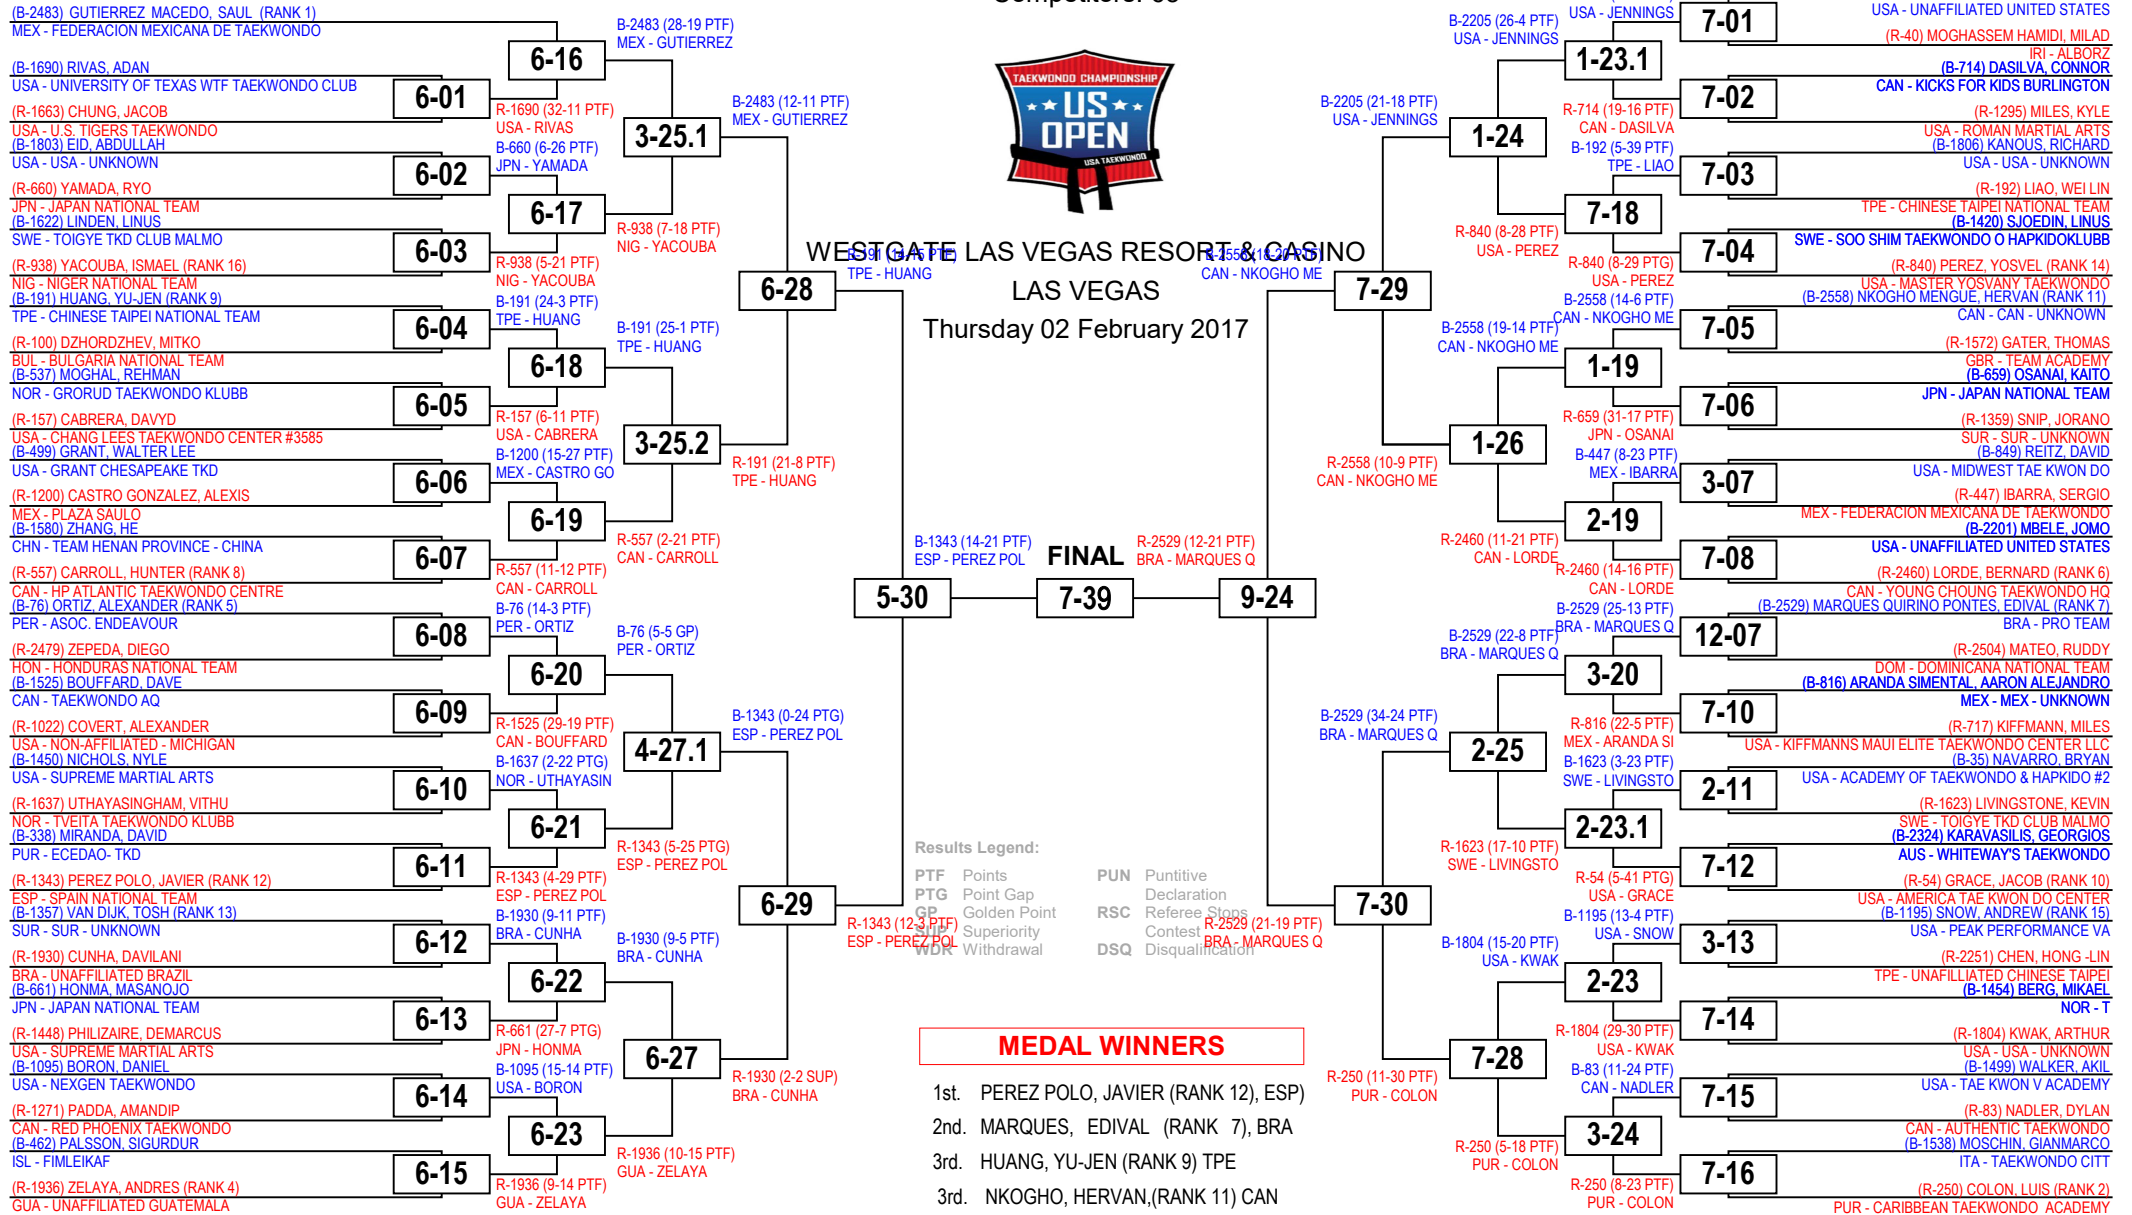 (B-2483) GUTIERREZ MACEDO, SAUL (RANK 1)
MEX - FEDERACION MEXICANA DE TAEKWONDO
(B-1690) RIVAS, ADAN
USA - UNIVERSITY OF TEXAS WTF TAEKWONDO CLUB
(R-1663) CHUNG, JACOB
USA - U.S. TIGERS TAEKWONDO
(B-1803) EID, ABDULLAH
USA - USA - UNKNOWN
(R-660) YAMADA, RYO
JPN - JAPAN NATIONAL TEAM
(B-1622) LINDEN, LINUS
SWE - TOIGYE TKD CLUB MALMO
(R-938) YACOUBA, ISMAEL (RANK 16)
NIG - NIGER NATIONAL TEAM
(B-191) HUANG, YU-JEN (RANK 9)
TPE - CHINESE TAIPEI NATIONAL TEAM
(R-100) DZHORDZHEV, MITKO
BUL - BULGARIA NATIONAL TEAM
(B-537) MOGHAL, REHMAN
NOR - GRORUD TAEKWONDO KLUBB
(R-157) CABRERA, DAVYD
USA - CHANG LEES TAEKWONDO CENTER #3585
(B-499) GRANT, WALTER LEE
USA - GRANT CHESAPEAKE TKD
(R-1200) CASTRO GONZALEZ, ALEXIS
MEX - PLAZA SAULO
(B-1580) ZHANG, HE
CHN - TEAM HENAN PROVINCE - CHINA
(R-557) CARROLL, HUNTER (RANK 8)
CAN - HP ATLANTIC TAEKWONDO CENTRE
(B-76) ORTIZ, ALEXANDER (RANK 5)
PER - ASOC. ENDEAVOUR
(R-2479) ZEPEDA, DIEGO
HON - HONDURAS NATIONAL TEAM
(B-1525) BOUFFARD, DAVE
CAN - TAEKWONDO AQ
(R-1022) COVERT, ALEXANDER
USA - NON-AFFILIATED - MICHIGAN
(B-1450) NICHOLS, NYLE
USA - SUPREME MARTIAL ARTS
(R-1637) UTHAYASINGHAM, VITHU
NOR - TVEITA TAEKWONDO KLUBB
(B-338) MIRANDA, DAVID
PUR - ECEDAO- TKD
(R-1343) PEREZ POLO, JAVIER (RANK 12)
ESP - SPAIN NATIONAL TEAM
(B-1357) VAN DIJK, TOSH (RANK 13)
SUR - SUR - UNKNOWN
(R-1930) CUNHA, DAVILANI
BRA - UNAFFILIATED BRAZIL
(B-661) HONMA, MASANOJO
JPN - JAPAN NATIONAL TEAM
(R-1448) PHILIZAIRE, DEMARCUS
USA - SUPREME MARTIAL ARTS
(B-1095) BORON, DANIEL
USA - NEXGEN TAEKWONDO
(R-1271) PADDA, AMANDIP
CAN - RED PHOENIX TAEKWONDO
(B-462) PALSSON, SIGURDUR
ISL - FIMLEIKAF
(R-1936) ZELAYA, ANDRES (RANK 4)
GUA - UNAFFILIATED GUATEMALA
6-01
6-02
6-03
6-04
6-05
6-06
6-07
6-08
6-09
6-10
6-11
6-12
6-13
6-14
6-15
R-1690 (32-11 PTF)
USA - RIVAS
B-660 (6-26 PTF)
JPN - YAMADA
R-938 (5-21 PTF)
NIG - YACOUBA
B-191 (24-3 PTF)
TPE - HUANG
R-157 (6-11 PTF)
USA - CABRERA
B-1200 (15-27 PTF)
MEX - CASTRO GO
R-557 (11-12 PTF)
CAN - CARROLL
B-76 (14-3 PTF)
PER - ORTIZ
R-1525 (29-19 PTF)
CAN - BOUFFARD
B-1637 (2-22 PTG)
NOR - UTHAYASIN
R-1343 (4-29 PTF)
ESP - PEREZ POL
B-1930 (9-11 PTF)
BRA - CUNHA
R-661 (27-7 PTG)
JPN - HONMA
B-1095 (15-14 PTF)
USA - BORON
R-1936 (9-14 PTF)
GUA - ZELAYA
6-16
6-17
6-18
6-19
6-20
6-21
6-22
6-23
B-2483 (28-19 PTF)
MEX - GUTIERREZ
R-938 (7-18 PTF)
NIG - YACOUBA
B-191 (25-1 PTF)
TPE - HUANG
R-557 (2-21 PTF)
CAN - CARROLL
B-76 (5-5 GP)
PER - ORTIZ
R-1343 (5-25 PTG)
ESP - PEREZ POL
B-1930 (9-5 PTF)
BRA - CUNHA
R-1936 (10-15 PTF)
GUA - ZELAYA
3-25.1
3-25.2
4-27.1
6-27
B-2483 (12-11 PTF)
MEX - GUTIERREZ
R-191 (21-8 PTF)
TPE - HUANG
B-1343 (0-24 PTG)
ESP - PEREZ POL
R-1930 (2-2 SUP)
BRA - CUNHA
6-28
6-29
B-191 (14-15 PTF)
TPE - HUANG
R-1343 (12-3 PTF)
ESP - PEREZ POL
5-30
B-1343 (14-21 PTF)
ESP - PEREZ POL
TAEKWONDO CHAMPIONSHIP
US
OPEN
USA TAEKWONDO
WESTGATE LAS VEGAS RESORT & CASINO
LAS VEGAS
Thursday 02 February 2017
FINAL
7-39
R-2529 (12-21 PTF)
BRA - MARQUES Q
9-24
Results Legend:
PTF Points
PTG Point Gap
GP Golden Point
SUP Superiority
WDR Withdrawal
PUN Puntitive
Declaration
RSC Referee Stops
Contest
DSQ Disqualification
MEDAL WINNERS
1st. PEREZ POLO, JAVIER (RANK 12), ESP)
2nd. MARQUES, EDIVAL (RANK 7), BRA
3rd. HUANG, YU-JEN (RANK 9) TPE
3rd. NKOGHO, HERVAN,(RANK 11) CAN
CAN - NKOGHO ME
R-2529 (21-19 PTF)
BRA - MARQUES Q
7-29
7-30
B-2205 (21-18 PTF)
USA - JENNINGS
R-2558 (10-9 PTF)
CAN - NKOGHO ME
B-2529 (34-24 PTF)
BRA - MARQUES Q
R-250 (11-30 PTF)
PUR - COLON
1-24
1-26
2-25
7-28
B-2205 (26-4 PTF)
USA - JENNINGS
R-840 (8-28 PTF)
USA - PEREZ
B-2558 (19-14 PTF)
CAN - NKOGHO ME
R-2460 (11-21 PTF)
CAN - LORDE
B-2529 (22-8 PTF)
BRA - MARQUES Q
R-1623 (17-10 PTF)
SWE - LIVINGSTO
B-1804 (15-20 PTF)
USA - KWAK
R-250 (5-18 PTF)
PUR - COLON
1-23.1
7-18
1-19
2-19
3-20
2-23.1
2-23
3-24
USA - JENNINGS
R-714 (19-16 PTF)
CAN - DASILVA
B-192 (5-39 PTF)
TPE - LIAO
R-840 (8-29 PTG)
USA - PEREZ
B-2558 (14-6 PTF)
CAN - NKOGHO ME
R-659 (31-17 PTF)
JPN - OSANAI
B-447 (8-23 PTF)
MEX - IBARRA
R-2460 (14-16 PTF)
CAN - LORDE
B-2529 (25-13 PTF)
BRA - MARQUES Q
R-816 (22-5 PTF)
MEX - ARANDA SI
B-1623 (3-23 PTF)
SWE - LIVINGSTO
R-54 (5-41 PTG)
USA - GRACE
B-1195 (13-4 PTF)
USA - SNOW
R-1804 (29-30 PTF)
USA - KWAK
B-83 (11-24 PTF)
CAN - NADLER
R-250 (8-23 PTF)
PUR - COLON
7-01
7-02
7-03
7-04
7-05
7-06
3-07
7-08
12-07
7-10
2-11
7-12
3-13
7-14
7-15
7-16
USA - UNAFFILIATED UNITED STATES
(R-40) MOGHASSEM HAMIDI, MILAD
IRI - ALBORZ
(B-714) DASILVA, CONNOR
CAN - KICKS FOR KIDS BURLINGTON
(R-1295) MILES, KYLE
USA - ROMAN MARTIAL ARTS
(B-1806) KANOUS, RICHARD
USA - USA - UNKNOWN
(R-192) LIAO, WEI LIN
TPE - CHINESE TAIPEI NATIONAL TEAM
(B-1420) SJOEDIN, LINUS
SWE - SOO SHIM TAEKWONDO O HAPKIDOKLUBB
(R-840) PEREZ, YOSVEL (RANK 14)
USA - MASTER YOSVANY TAEKWONDO
(B-2558) NKOGHO MENGUE, HERVAN (RANK 11)
CAN - CAN - UNKNOWN
(R-1572) GATER, THOMAS
GBR - TEAM ACADEMY
(B-659) OSANAI, KAITO
JPN - JAPAN NATIONAL TEAM
(R-1359) SNIP, JORANO
SUR - SUR - UNKNOWN
(B-849) REITZ, DAVID
USA - MIDWEST TAE KWON DO
(R-447) IBARRA, SERGIO
MEX - FEDERACION MEXICANA DE TAEKWONDO
(B-2201) MBELE, JOMO
USA - UNAFFILIATED UNITED STATES
(R-2460) LORDE, BERNARD (RANK 6)
CAN - YOUNG CHOUNG TAEKWONDO HQ
(B-2529) MARQUES QUIRINO PONTES, EDIVAL (RANK 7)
BRA - PRO TEAM
(R-2504) MATEO, RUDDY
DOM - DOMINICANA NATIONAL TEAM
(B-816) ARANDA SIMENTAL, AARON ALEJANDRO
MEX - MEX - UNKNOWN
(R-717) KIFFMANN, MILES
USA - KIFFMANNS MAUI ELITE TAEKWONDO CENTER LLC
(B-35) NAVARRO, BRYAN
USA - ACADEMY OF TAEKWONDO & HAPKIDO #2
(R-1623) LIVINGSTONE, KEVIN
SWE - TOIGYE TKD CLUB MALMO
(B-2324) KARAVASILIS, GEORGIOS
AUS - WHITEWAY'S TAEKWONDO
(R-54) GRACE, JACOB (RANK 10)
USA - AMERICA TAE KWON DO CENTER
(B-1195) SNOW, ANDREW (RANK 15)
USA - PEAK PERFORMANCE VA
(R-2251) CHEN, HONG -LIN
TPE - UNAFILLIATED CHINESE TAIPEI
(B-1454) BERG, MIKAEL
NOR - T
(R-1804) KWAK, ARTHUR
USA - USA - UNKNOWN
(B-1499) WALKER, AKIL
USA - TAE KWON V ACADEMY
(R-83) NADLER, DYLAN
CAN - AUTHENTIC TAEKWONDO
(B-1538) MOSCHIN, GIANMARCO
ITA - TAEKWONDO CITT
(R-250) COLON, LUIS (RANK 2)
PUR - CARIBBEAN TAEKWONDO ACADEMY